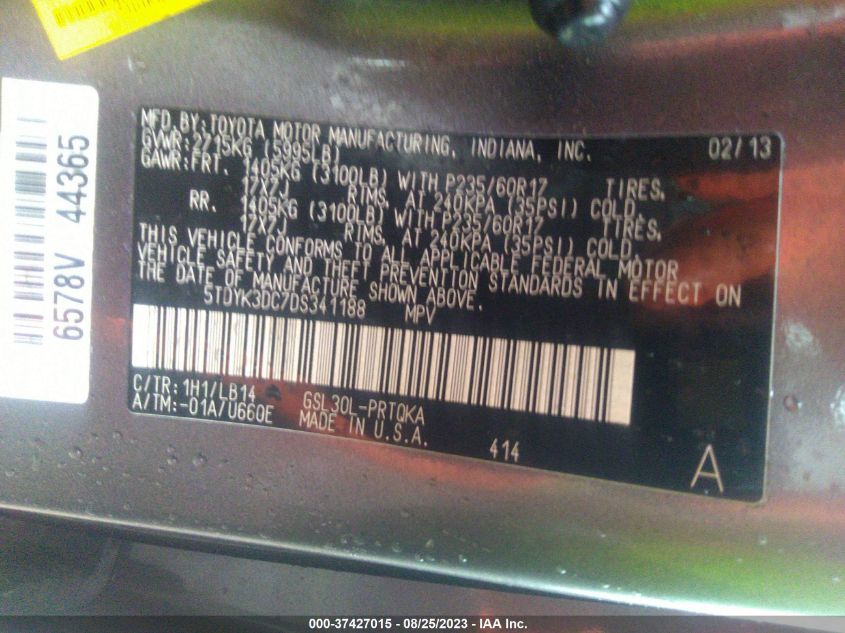 6578V 44365
MFD. BY: TOYOTA MOTOR MANUFACTURING, INDIANA, INC. 02/13
GVWR: 2715KG (5995LB)
GAWR: FRT. 1405KG (3100LB) WITH P235/60R17 TIRES,
17X7J RIMS, AT 240KPA (35PSI) COLD.
RR. 1405KG (3100LB) WITH P235/60R17 TIRES,
17X7J RIMS, AT 240KPA (35PSI) COLD.
THIS VEHICLE CONFORMS TO ALL APPLICABLE FEDERAL MOTOR
VEHICLE SAFETY AND THEFT PREVENTION STANDARDS IN EFFECT ON
THE DATE OF MANUFACTURE SHOWN ABOVE.
5TDYK3DC7DS341188 MPV
C/TR: 1H1/LB14 GSL30L-PRTQKA
A/TM: -01A/U660E MADE IN U.S.A.
414
A
000-37427015 - 08/25/2023 - IAA Inc.